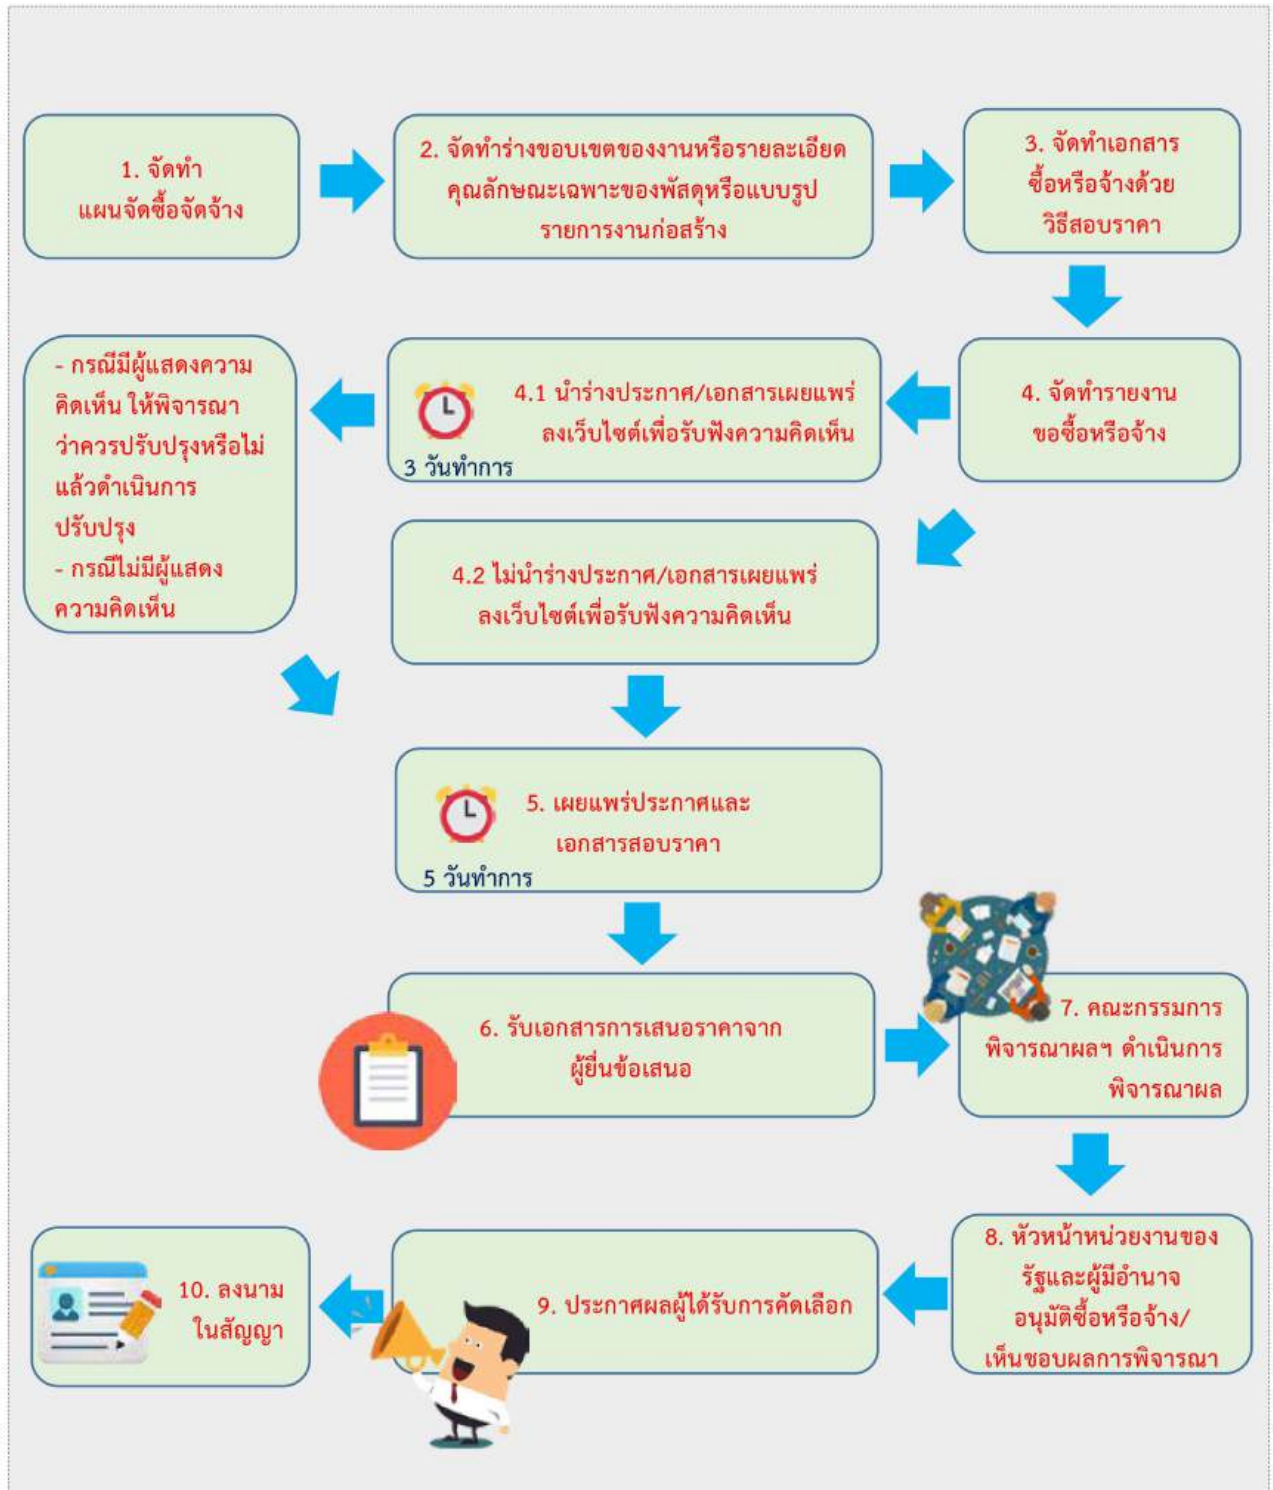 1. จัดทำ
แผนจัดซื้อจัดจ้าง
2. จัดทำร่างขอบเขตของงานหรือรายละเอียด
คุณลักษณะเฉพาะของพัสดุหรือแบบรูป
รายการงานก่อสร้าง
3. จัดทำเอกสาร
ซื้อหรือจ้างด้วย
วิธีสอบราคา
4. จัดทำรายงาน
ขอซื้อหรือจ้าง
4.1 นำร่างประกาศ/เอกสารเผยแพร่
ลงเว็บไซต์เพื่อรับฟังความคิดเห็น
3 วันทำการ
- กรณีมีผู้แสดงความ
คิดเห็น ให้พิจารณา
ว่าควรปรับปรุงหรือไม่
แล้วดำเนินการ
ปรับปรุง
- กรณีไม่มีผู้แสดง
ความคิดเห็น
4.2 ไม่นำร่างประกาศ/เอกสารเผยแพร่
ลงเว็บไซต์เพื่อรับฟังความคิดเห็น
5. เผยแพร่ประกาศและ
เอกสารสอบราคา
5 วันทำการ
6. รับเอกสารการเสนอราคาจาก
ผู้ยื่นข้อเสนอ
7. คณะกรรมการ
พิจารณาผลฯ ดำเนินการ
พิจารณาผล
8. หัวหน้าหน่วยงานของ
รัฐและผู้มีอำนาจ
อนุมัติซื้อหรือจ้าง/
เห็นชอบผลการพิจารณา
9. ประกาศผลผู้ได้รับการคัดเลือก
10. ลงนาม
ในสัญญา